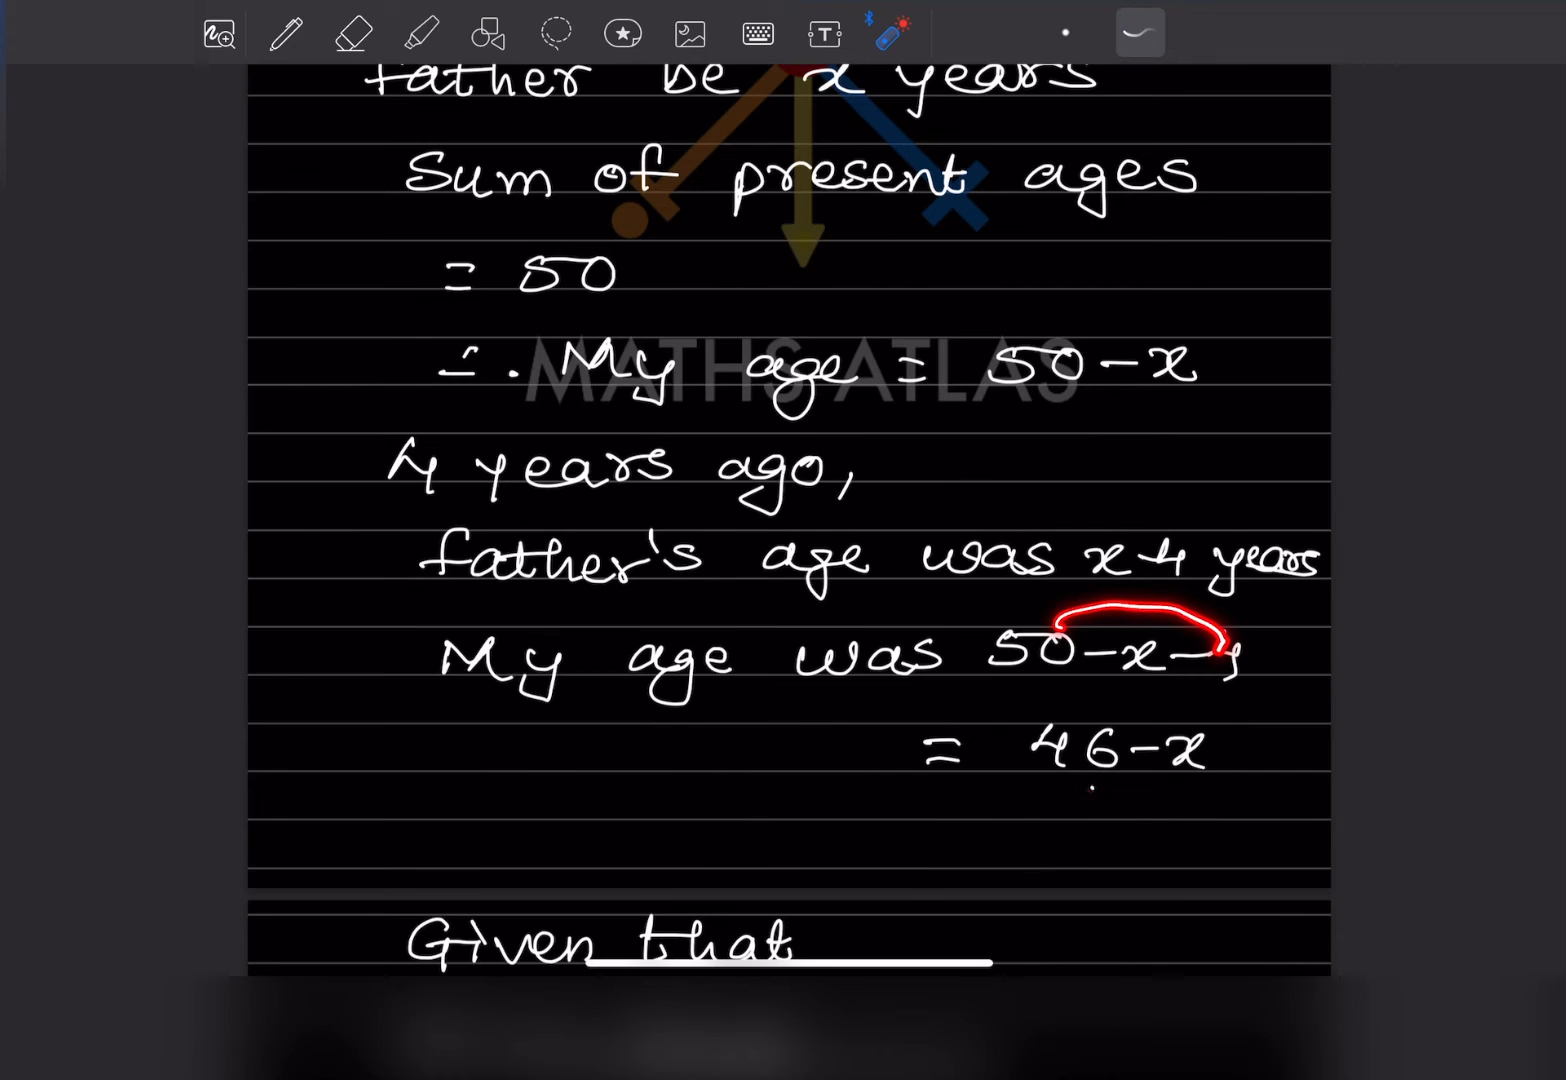 father be x years
Sum of present ages
= 50
∴ My age = 50-x
MATHS ATLAS
4 years ago,
father's age was x-4 years
My age was 50-x-4
= 46-x
Given that